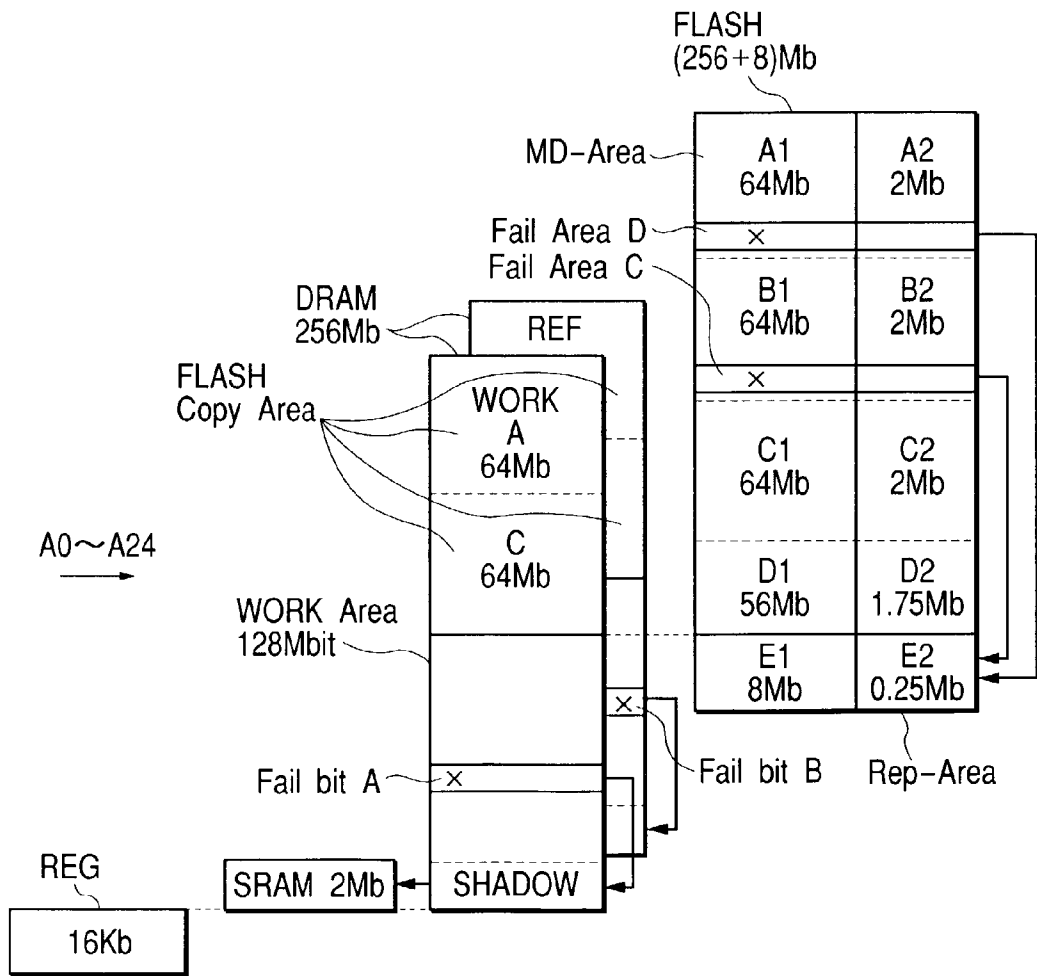 FLASH
(256+8)Mb
MD-Area
A1
64Mb
A2
2Mb
Fail Area D
×
Fail Area C
B1
64Mb
B2
2Mb
×
DRAM
256Mb
REF
FLASH
Copy Area
WORK
A
64Mb
C1
64Mb
C2
2Mb
C
64Mb
A0～A24
D1
56Mb
D2
1.75Mb
WORK Area
128Mbit
E1
8Mb
E2
0.25Mb
×
Fail bit A
×
Fail bit B
Rep-Area
REG
SRAM 2Mb
SHADOW
16Kb